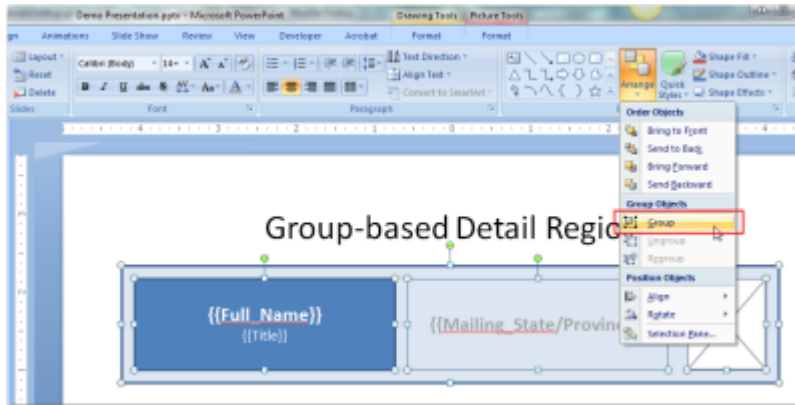 Demo Presentation.pptx - Microsoft PowerPoint
Drawing Tools
Picture Tools
Animations
Slide Show
Review
View
Developer
Acrobat
Format
Format
Layout
Reset
Delete
Slides
Calibri (Body)
14
Font
Text Direction
Align Text
Convert to SmartArt
Paragraph
Arrange
Quick
Styles
Shape Fill
Shape Outline
Shape Effects
Order Objects
Bring to Front
Send to Back
Bring Forward
Send Backward
Group Objects
Group
Ungroup
Regroup
Position Objects
Align
Rotate
Selection Pane...
Group-based Detail Regio
{{Full_Name}}
{{Title}}
{{Mailing_State/Provin